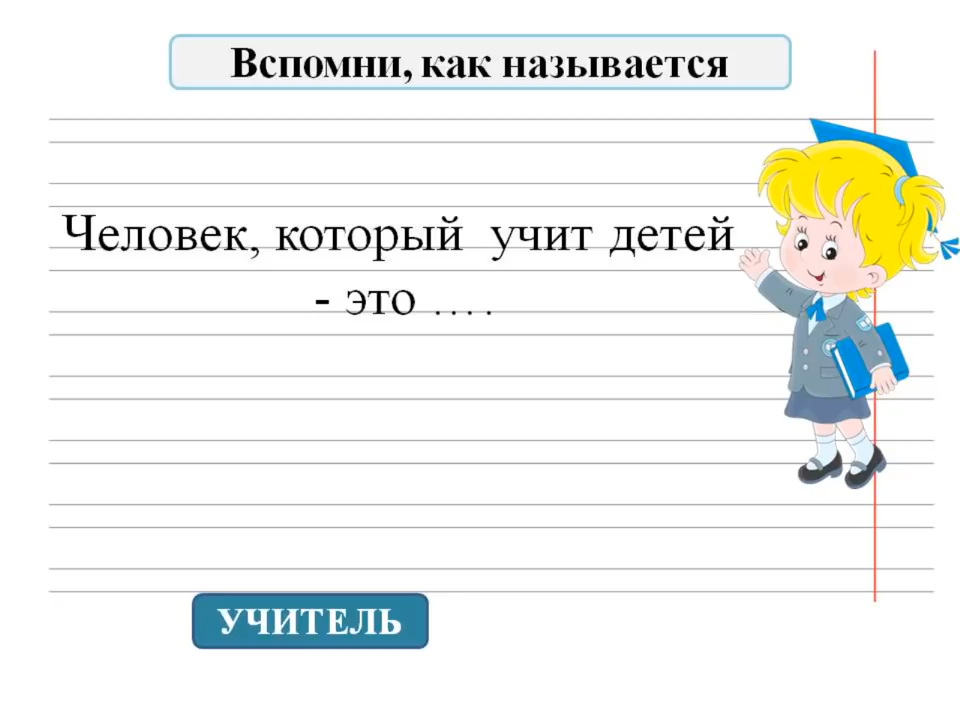 Вспомни, как называется
Человек, который учит детей
- это ….
УЧИТЕЛЬ